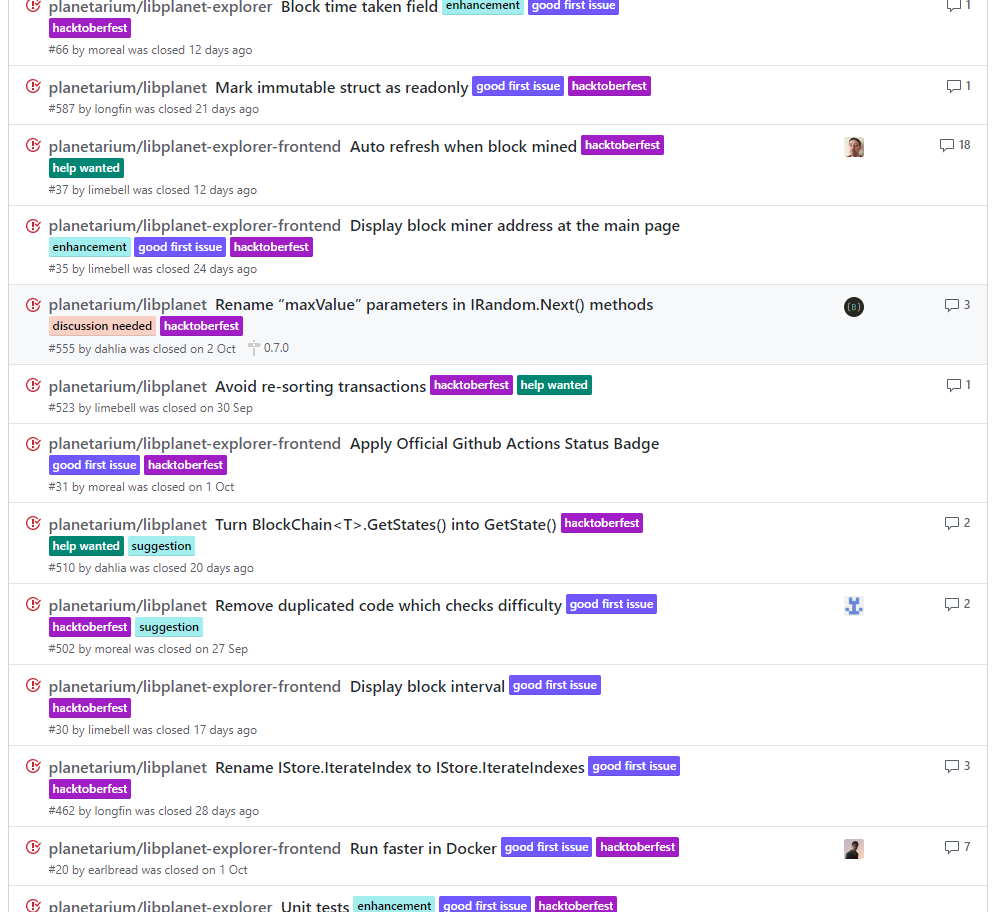 planetarium/libplanet-explorer Block time taken field enhancement good first issue 1
hacktoberfest
#66 by moreal was closed 12 days ago
planetarium/libplanet Mark immutable struct as readonly good first issue hacktoberfest 1
#587 by longfin was closed 21 days ago
planetarium/libplanet-explorer-frontend Auto refresh when block mined hacktoberfest 18
help wanted
#37 by limebell was closed 12 days ago
planetarium/libplanet-explorer-frontend Display block miner address at the main page
enhancement good first issue hacktoberfest
#35 by limebell was closed 24 days ago
planetarium/libplanet Rename “maxValue” parameters in IRandom.Next() methods 3
discussion needed hacktoberfest
#555 by dahlia was closed on 2 Oct 0.7.0
planetarium/libplanet Avoid re-sorting transactions hacktoberfest help wanted 1
#523 by limebell was closed on 30 Sep
planetarium/libplanet-explorer-frontend Apply Official Github Actions Status Badge
good first issue hacktoberfest
#31 by moreal was closed on 1 Oct
planetarium/libplanet Turn BlockChain<T>.GetStates() into GetState() hacktoberfest 2
help wanted suggestion
#510 by dahlia was closed 20 days ago
planetarium/libplanet Remove duplicated code which checks difficulty good first issue 2
hacktoberfest suggestion
#502 by moreal was closed on 27 Sep
planetarium/libplanet-explorer-frontend Display block interval good first issue
hacktoberfest
#30 by limebell was closed 17 days ago
planetarium/libplanet Rename IStore.IterateIndex to IStore.IterateIndexes good first issue 3
hacktoberfest
#462 by longfin was closed 28 days ago
planetarium/libplanet-explorer-frontend Run faster in Docker good first issue hacktoberfest 7
#20 by earlbread was closed on 1 Oct
planetarium/libplanet-explorer Unit tests enhancement good first issue hacktoberfest